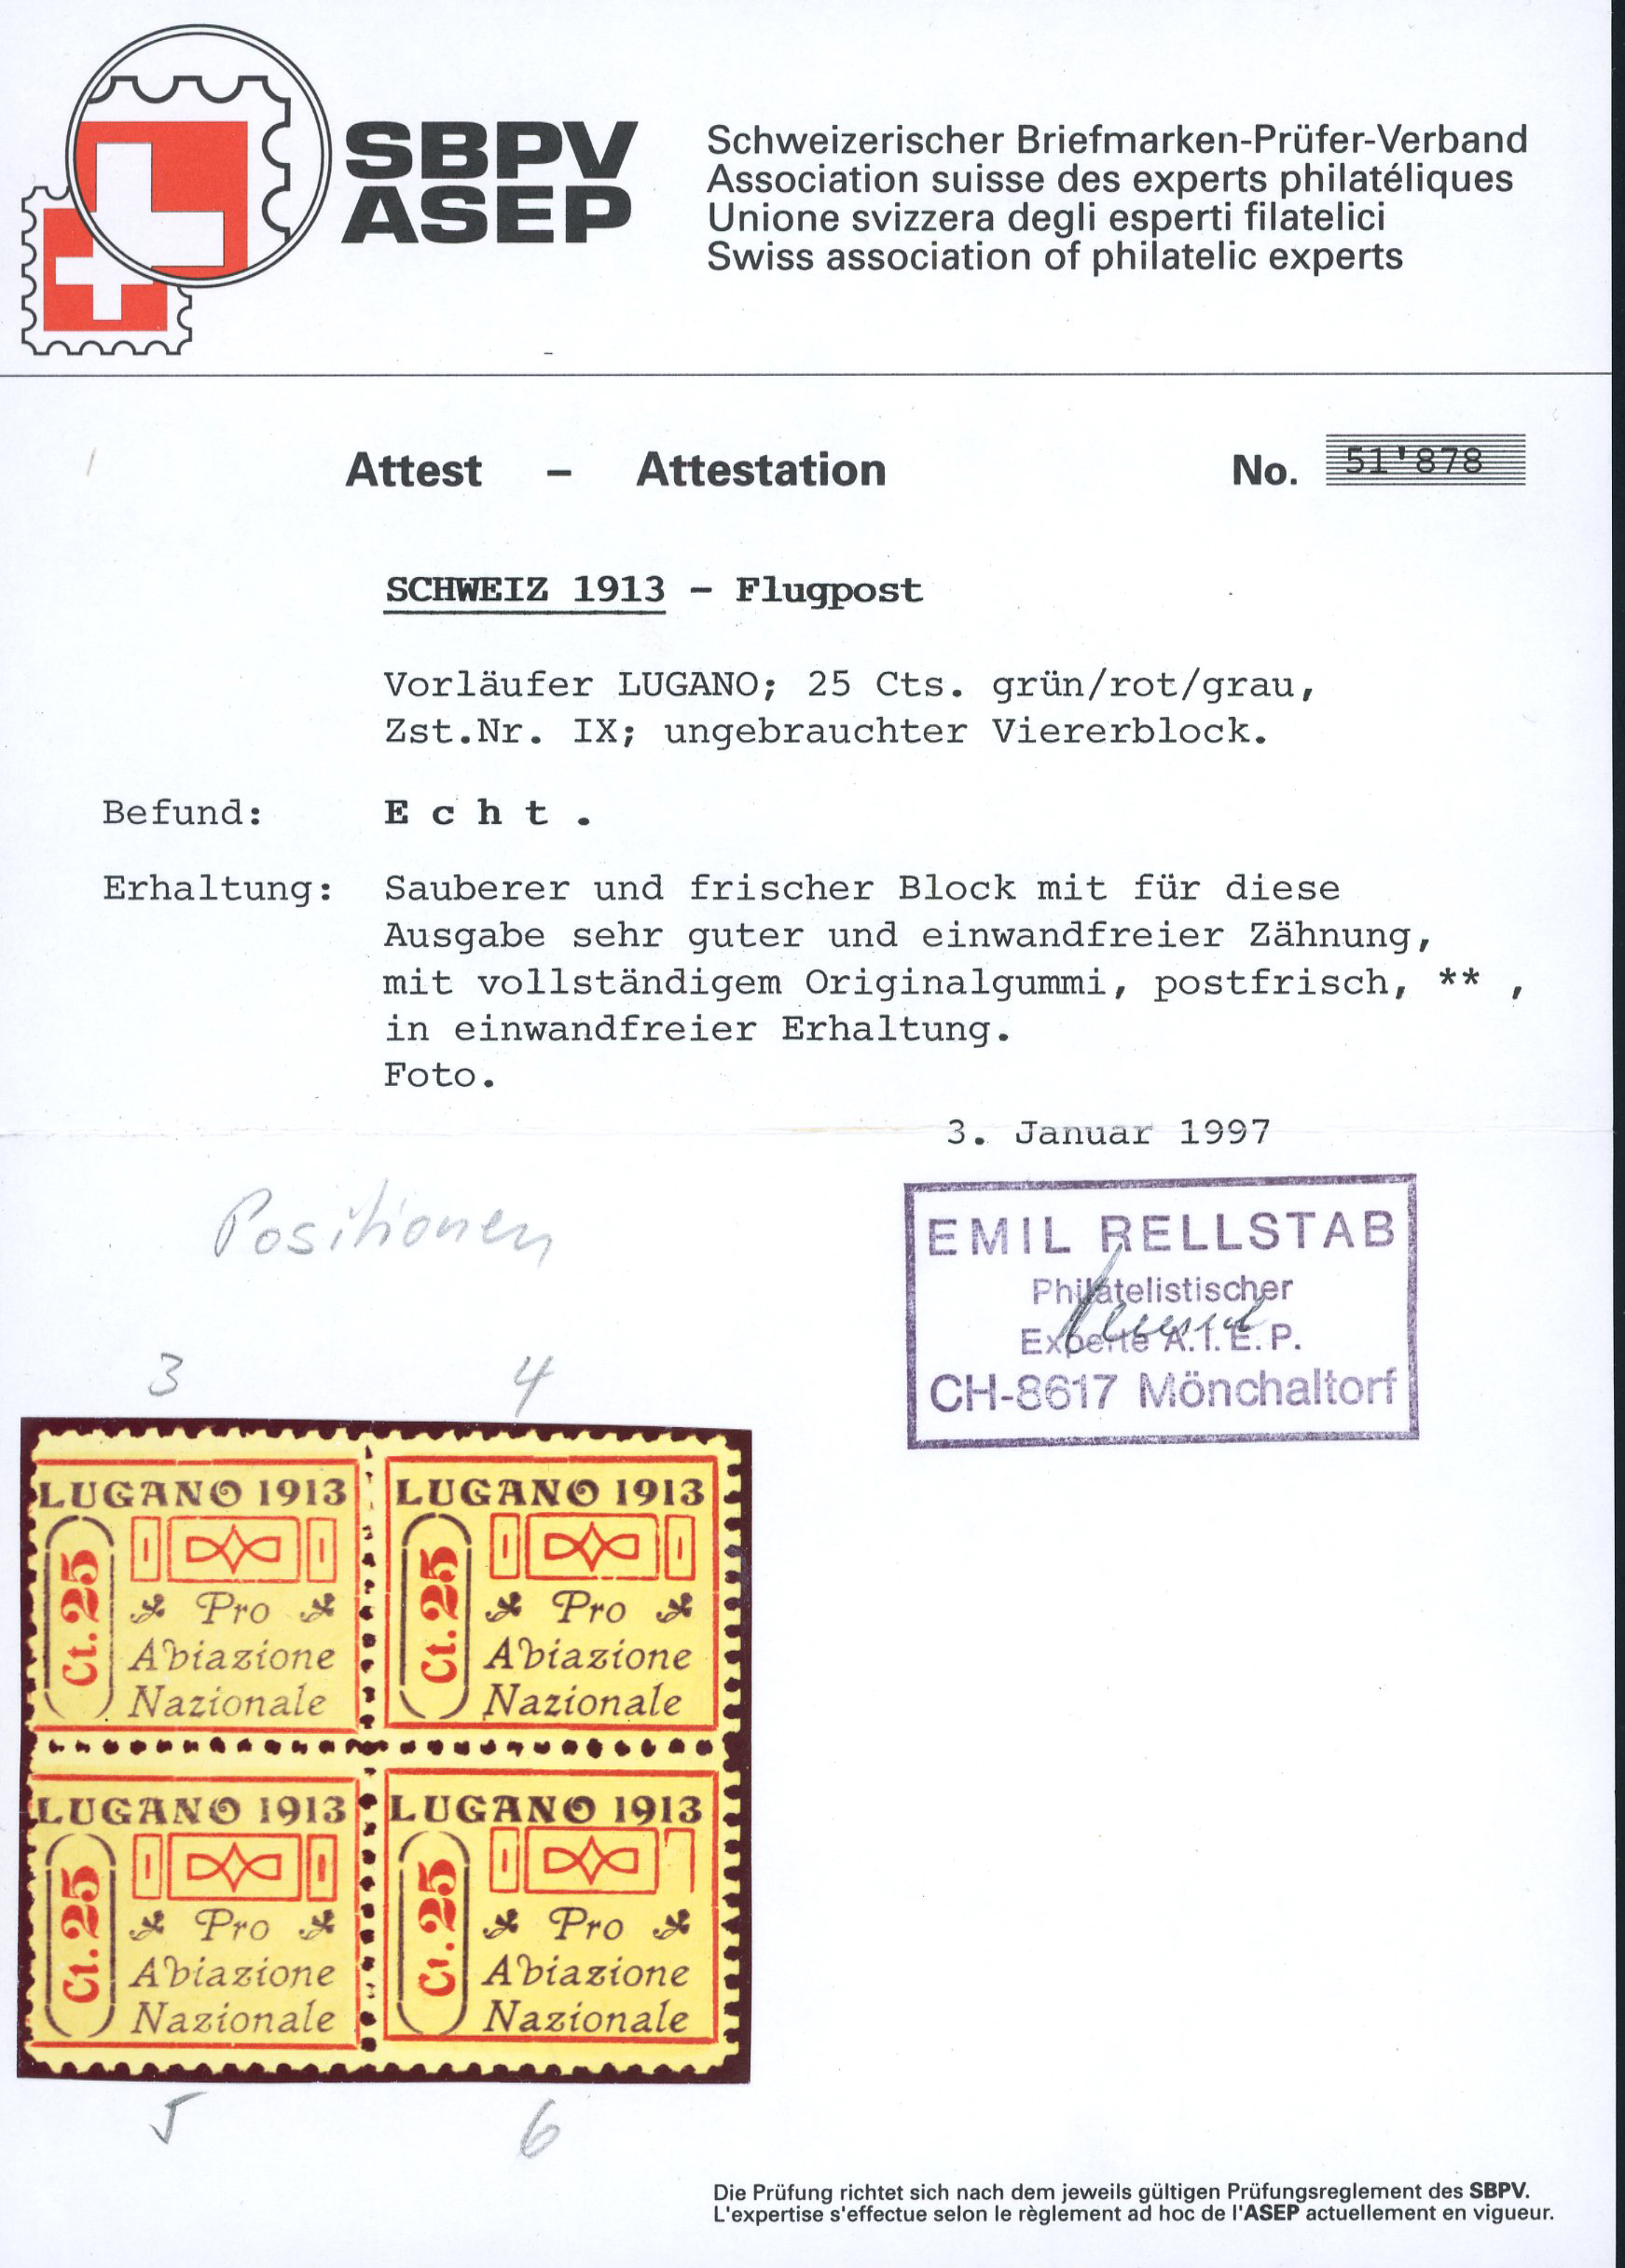 SBPV
ASEP
Schweizerischer Briefmarken-Prüfer-Verband
Association suisse des experts philatéliques
Unione svizzera degli esperti filatelici
Swiss association of philatelic experts
Attest – Attestation No. 51'878
SCHWEIZ 1913 – Flugpost
Vorläufer LUGANO; 25 Cts. grün/rot/grau,
Zst.Nr. IX; ungebrauchter Viererblock.
Befund: E c h t .
Erhaltung: Sauberer und frischer Block mit für diese
Ausgabe sehr guter und einwandfreier Zähnung,
mit vollständigem Originalgummi, postfrisch, ** ,
in einwandfreier Erhaltung.
Foto.
3. Januar 1997
EMIL RELLSTAB
Philatelistischer
Experte A.I.E.P.
CH-8617 Mönchaltorf
Positionen
3 4
LUGANO 1913
Ct. 25
Pro
Abiazione
Nazionale
LUGANO 1913
Ct. 25
Pro
Abiazione
Nazionale
LUGANO 1913
Ct. 25
Pro
Abiazione
Nazionale
LUGANO 1913
Ct. 25
Pro
Abiazione
Nazionale
5 6
Die Prüfung richtet sich nach dem jeweils gültigen Prüfungsreglement des SBPV.
L'expertise s'effectue selon le règlement ad hoc de l'ASEP actuellement en vigueur.